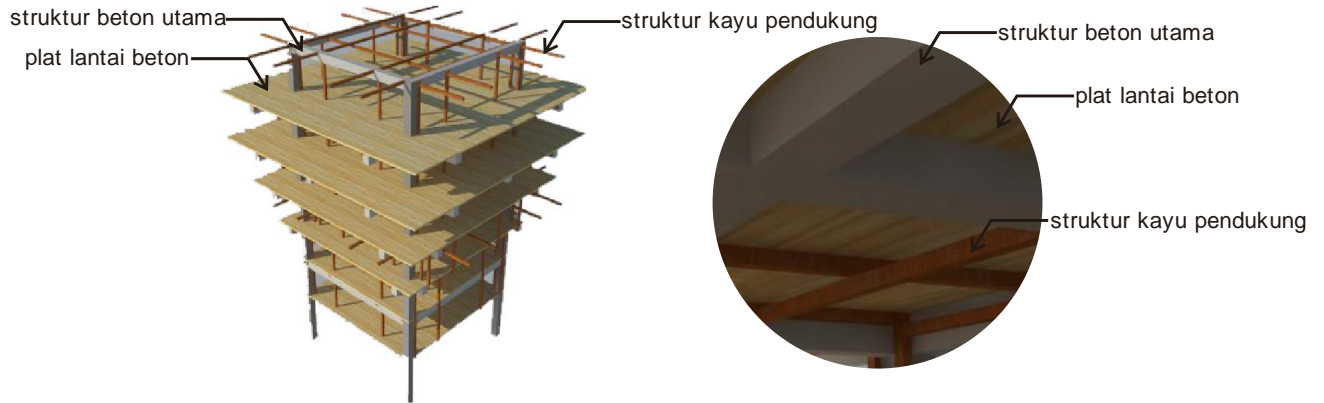 struktur beton utama
plat lantai beton
struktur kayu pendukung
struktur beton utama
plat lantai beton
struktur kayu pendukung